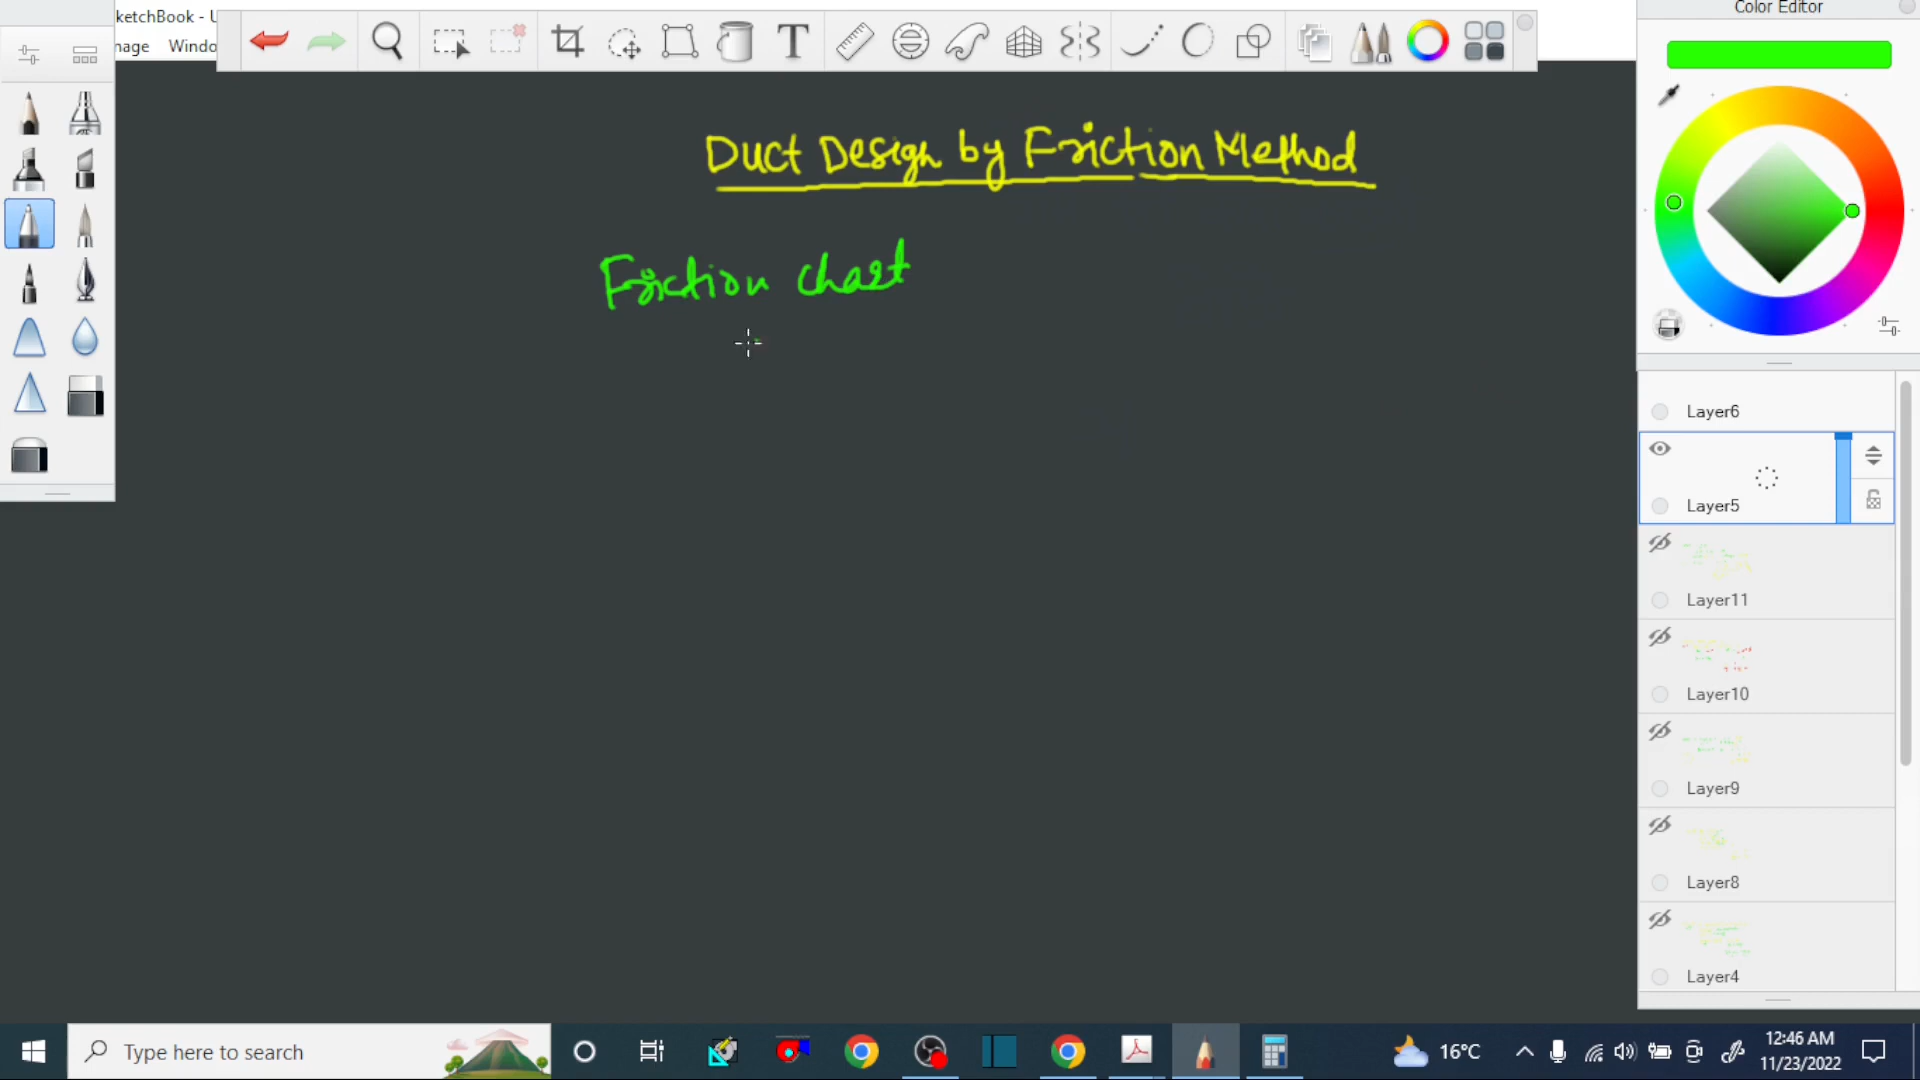 ketchBook - U
Color Editor
nage Windo
T
Duct Design by Friction Method
Friction chart
Layer6
Layer5
Layer11
Layer10
Layer9
Layer8
Layer4
Type here to search
16°C
12:46 AM
11/23/2022